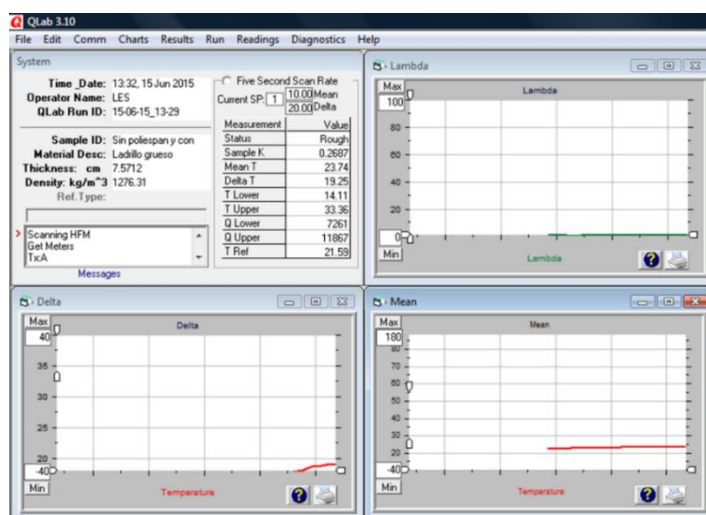 QLab 3.10
File Edit Comm Charts Results Run Readings Diagnostics Help
System
Time _Date: 13:32, 15 Jun 2015
Operator Name: LES
QLab Run ID: 15-06-15_13-29
Sample ID: Sin poliespan y con
Material Desc: Ladrillo grueso
Thickness: cm 7.5712
Density: kg/m^3 1276.31
Ref.Type:
Scanning HFM
Get Meters
TxA
Messages
Five Second Scan Rate
Current SP: 1 10.00 Mean
20.00 Delta
Measurement Value
Status Rough
Sample K 0.2687
Mean T 23.74
Delta T 19.25
T Lower 14.11
T Upper 33.36
Q Lower 7261
Q Upper 11867
T Ref 21.59
Lambda
Max
Lambda
100
80
60
40
20
0
Min
Lambda
Delta
Max
Delta
40
35
30
25
20
-40
Min
Temperature
Mean
Max
Mean
180
80
70
60
50
40
30
20
-40
Min
Temperature